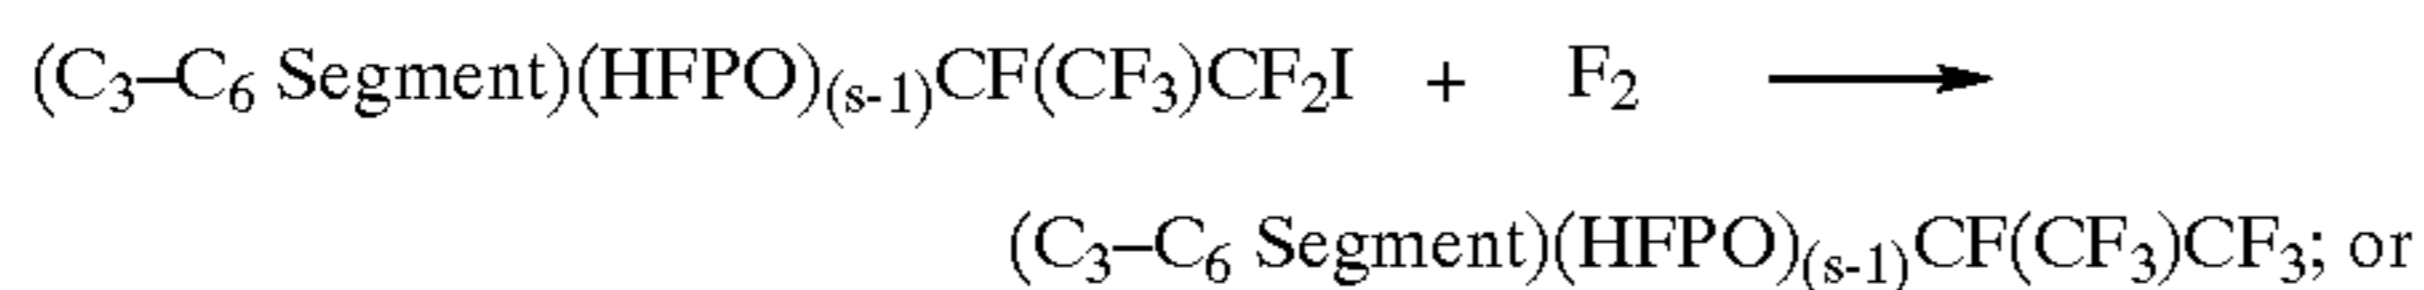 (C₃–C₆ Segment)(HFPO)₍ₛ₋₁₎CF(CF₃)CF₂I + F₂ ⟶
(C₃–C₆ Segment)(HFPO)₍ₛ₋₁₎CF(CF₃)CF₃; or